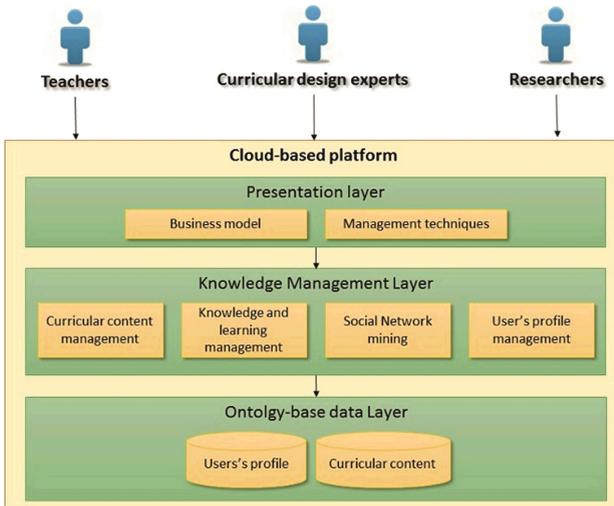 Teachers
Curricular design experts
Researchers
Cloud-based platform
Presentation layer
Business model
Management techniques
Knowledge Management Layer
Curricular content
management
Knowledge and
learning
management
Social Network
mining
User's profile
management
Ontolgy-base data Layer
Users's profile
Curricular content